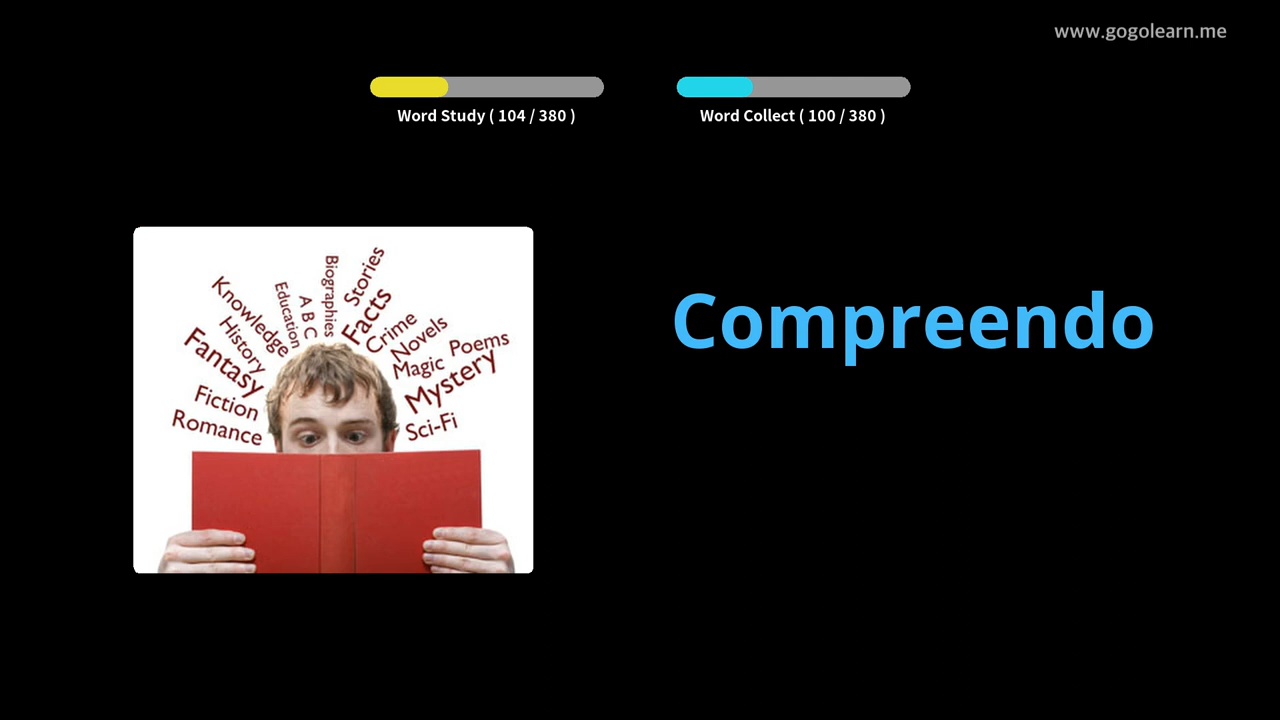 www.gogolearn.me
Word Study ( 104 / 380 )
Word Collect ( 100 / 380 )
Compreendo
Biographies
Stories
Education
A B C
Facts
Knowledge
History
Crime
Novels
Fantasy
Magic
Poems
Mystery
Fiction
Romance
Sci-Fi